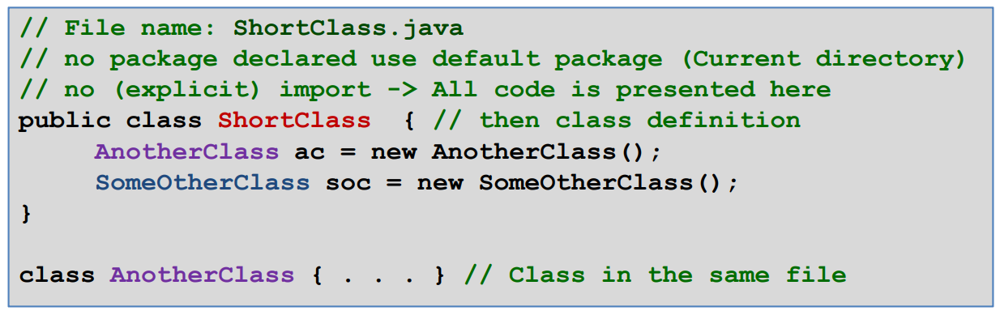 // File name: ShortClass.java
// no package declared use default package (Current directory)
// no (explicit) import -> All code is presented here
public class ShortClass  { // then class definition
     AnotherClass ac = new AnotherClass();
     SomeOtherClass soc = new SomeOtherClass();
}
class AnotherClass { . . . } // Class in the same file